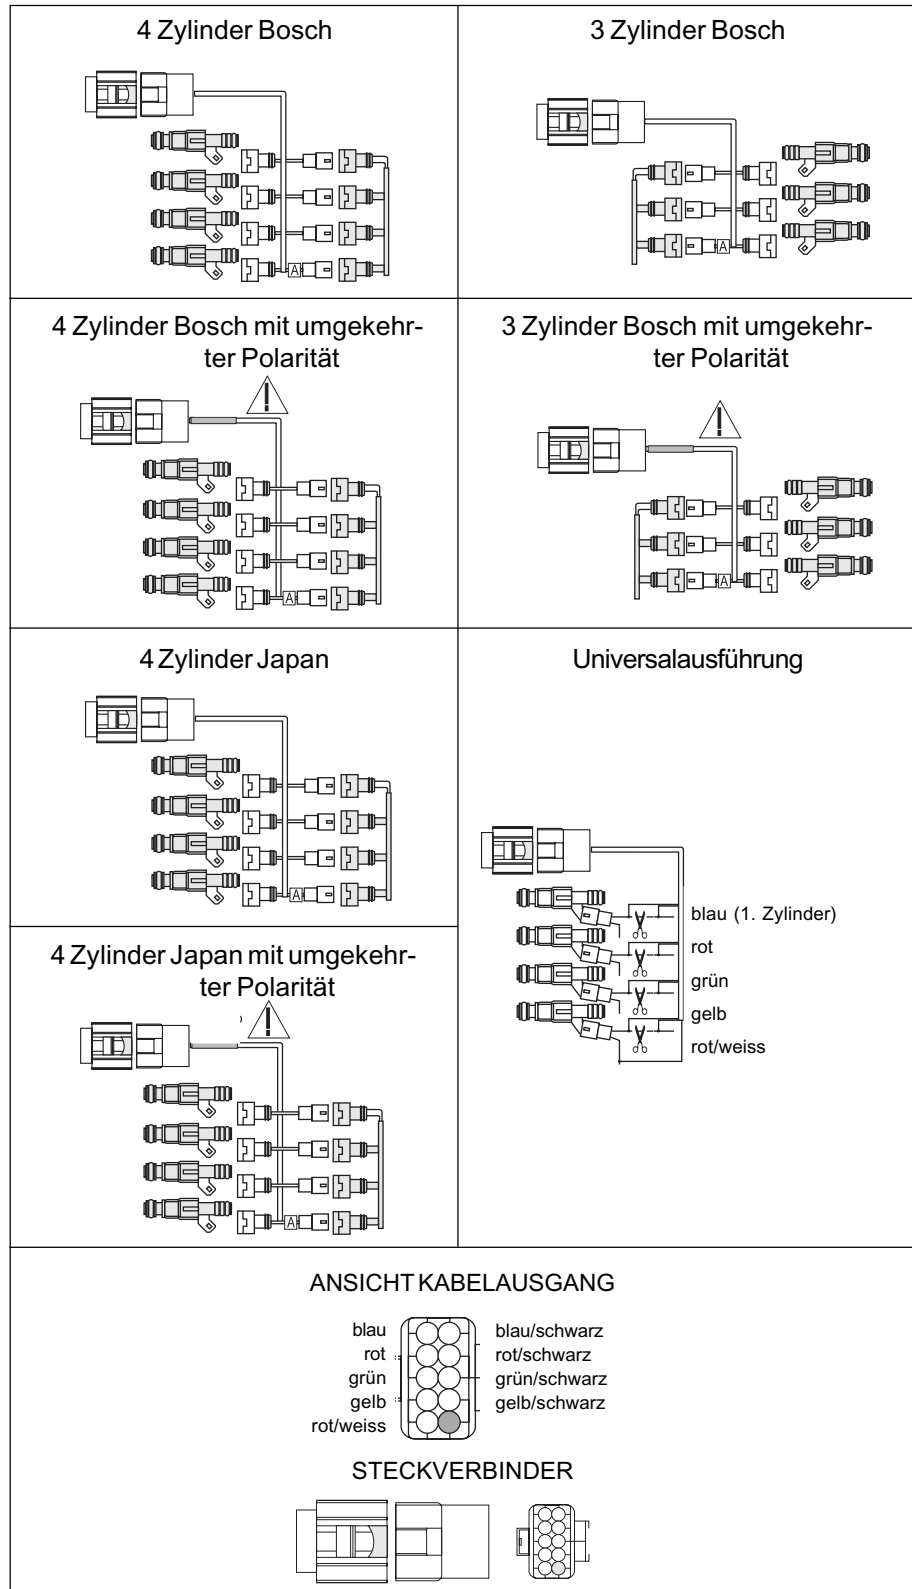 4 Zylinder Bosch
3 Zylinder Bosch
A
A
4 Zylinder Bosch mit umgekehr-
ter Polarität
3 Zylinder Bosch mit umgekehr-
ter Polarität
!
!
A
A
4 Zylinder Japan
Universalausführung
A
blau (1. Zylinder)
rot
grün
gelb
rot/weiss
4 Zylinder Japan mit umgekehr-
ter Polarität
!
A
ANSICHT KABELAUSGANG
blau
blau/schwarz
rot
rot/schwarz
grün
grün/schwarz
gelb
gelb/schwarz
rot/weiss
STECKVERBINDER